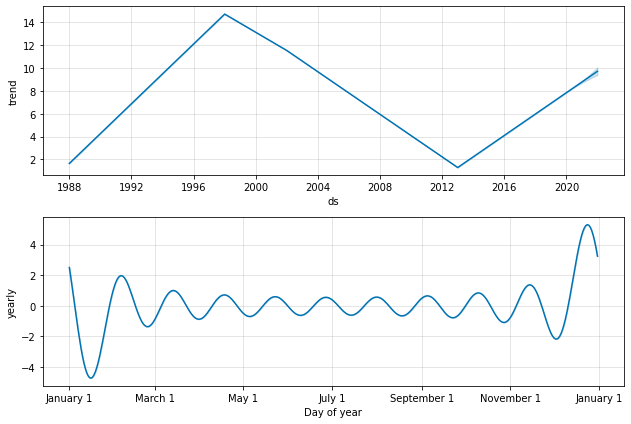 14
12
10
8
6
4
2
trend
1988 1992 1996 2000 2004 2008 2012 2016 2020
ds
4
2
0
−2
−4
yearly
January 1 March 1 May 1 July 1 September 1 November 1 January 1
Day of year